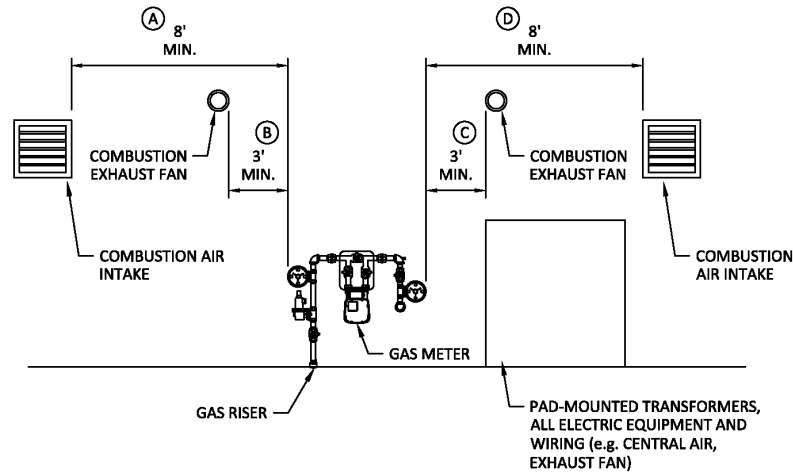 A
8'
MIN.
D
8'
MIN.
B
3'
MIN.
C
3'
MIN.
COMBUSTION
EXHAUST FAN
COMBUSTION
EXHAUST FAN
COMBUSTION AIR
INTAKE
COMBUSTION
AIR INTAKE
GAS METER
GAS RISER
PAD-MOUNTED TRANSFORMERS,
ALL ELECTRIC EQUIPMENT AND
WIRING (e.g. CENTRAL AIR,
EXHAUST FAN)